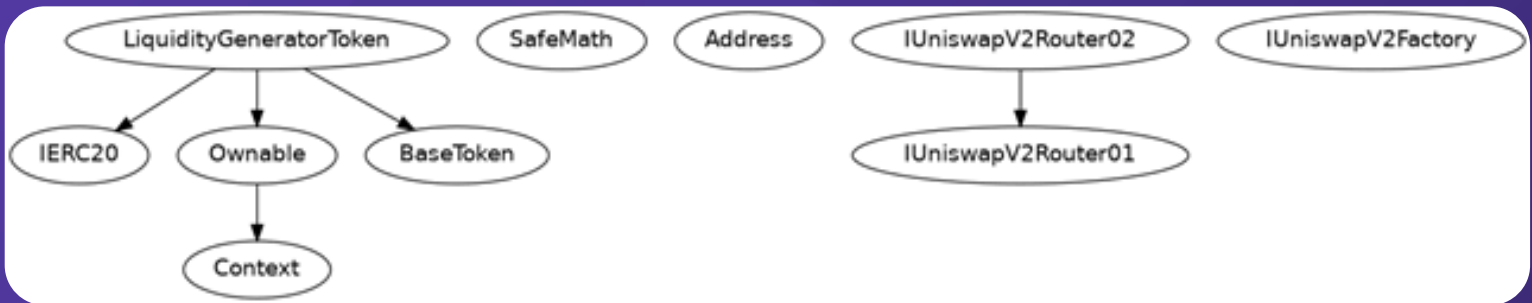 LiquidityGeneratorToken
SafeMath
Address
IUniswapV2Router02
IUniswapV2Factory
IERC20
Ownable
BaseToken
IUniswapV2Router01
Context